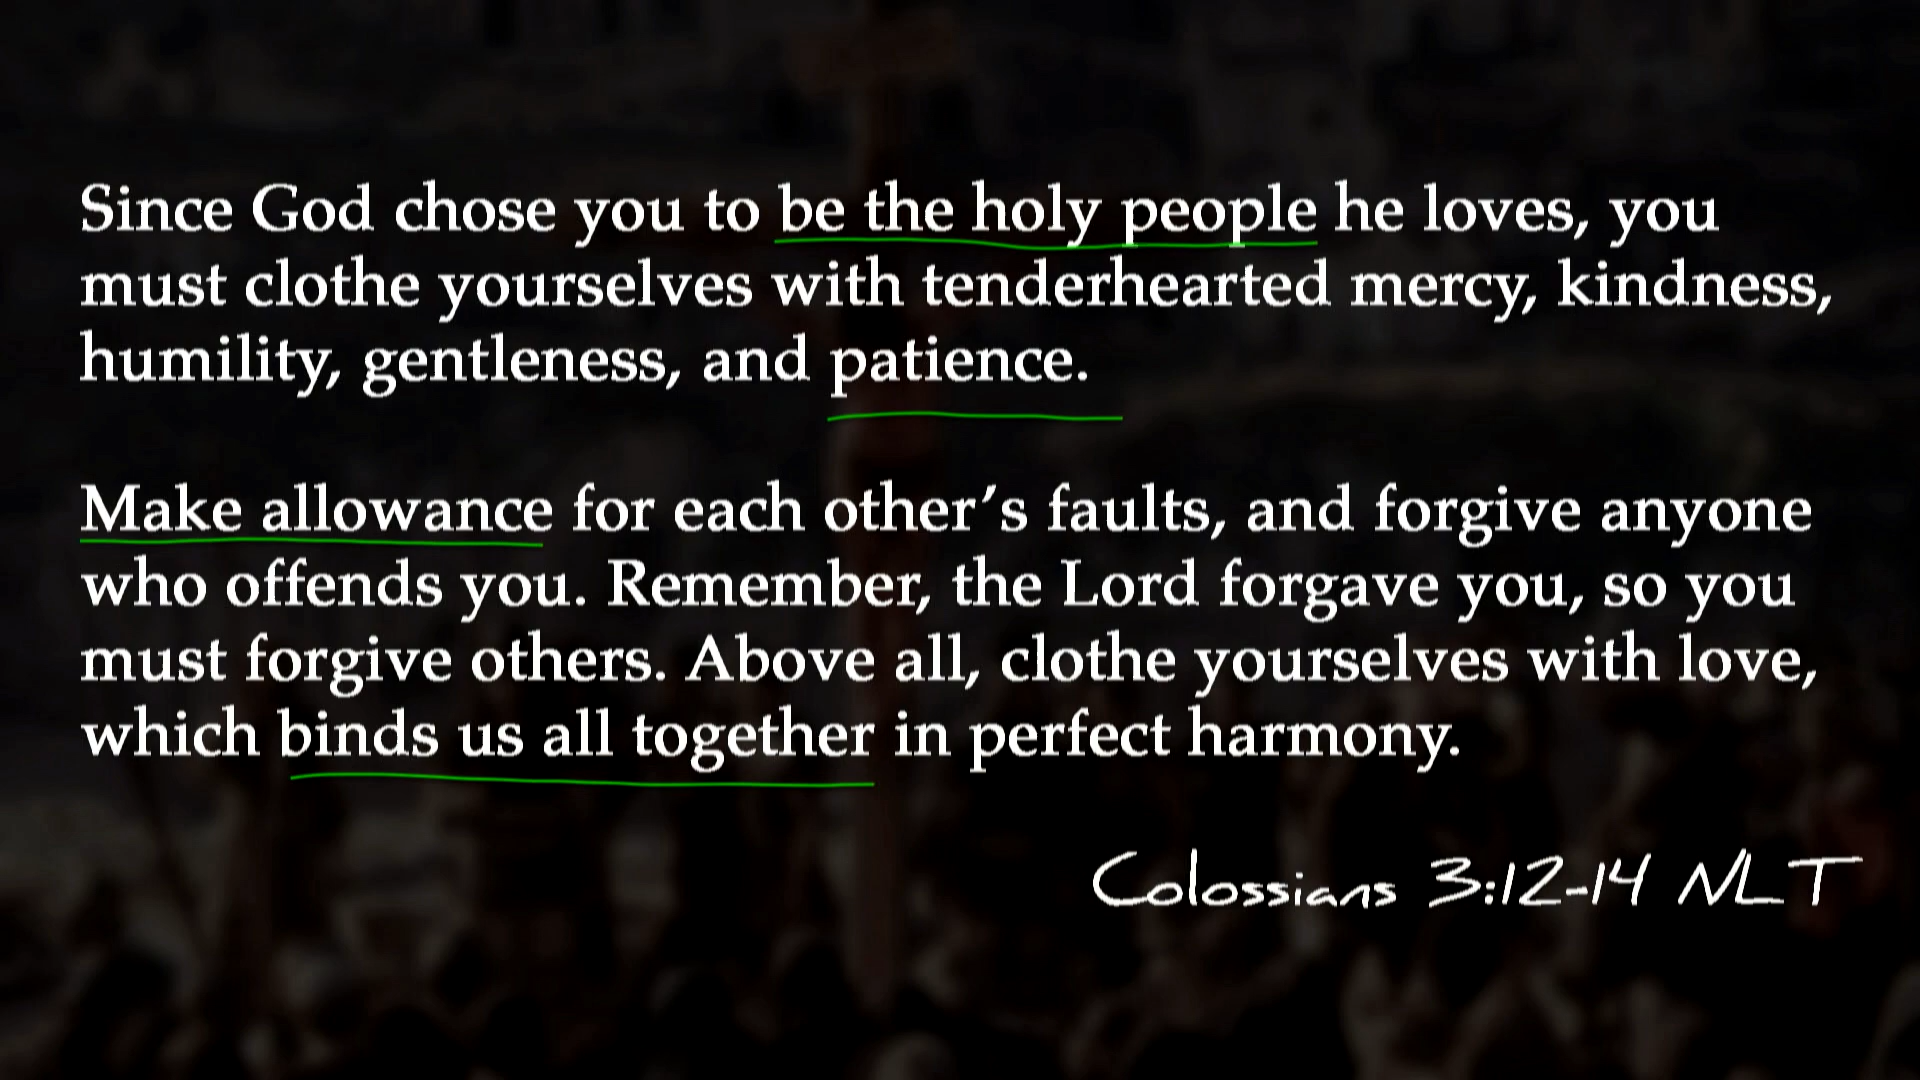 Since God chose you to be the holy people he loves, you
must clothe yourselves with tenderhearted mercy, kindness,
humility, gentleness, and patience.
Make allowance for each other’s faults, and forgive anyone
who offends you. Remember, the Lord forgave you, so you
must forgive others. Above all, clothe yourselves with love,
which binds us all together in perfect harmony.
Colossians 3:12-14 NLT